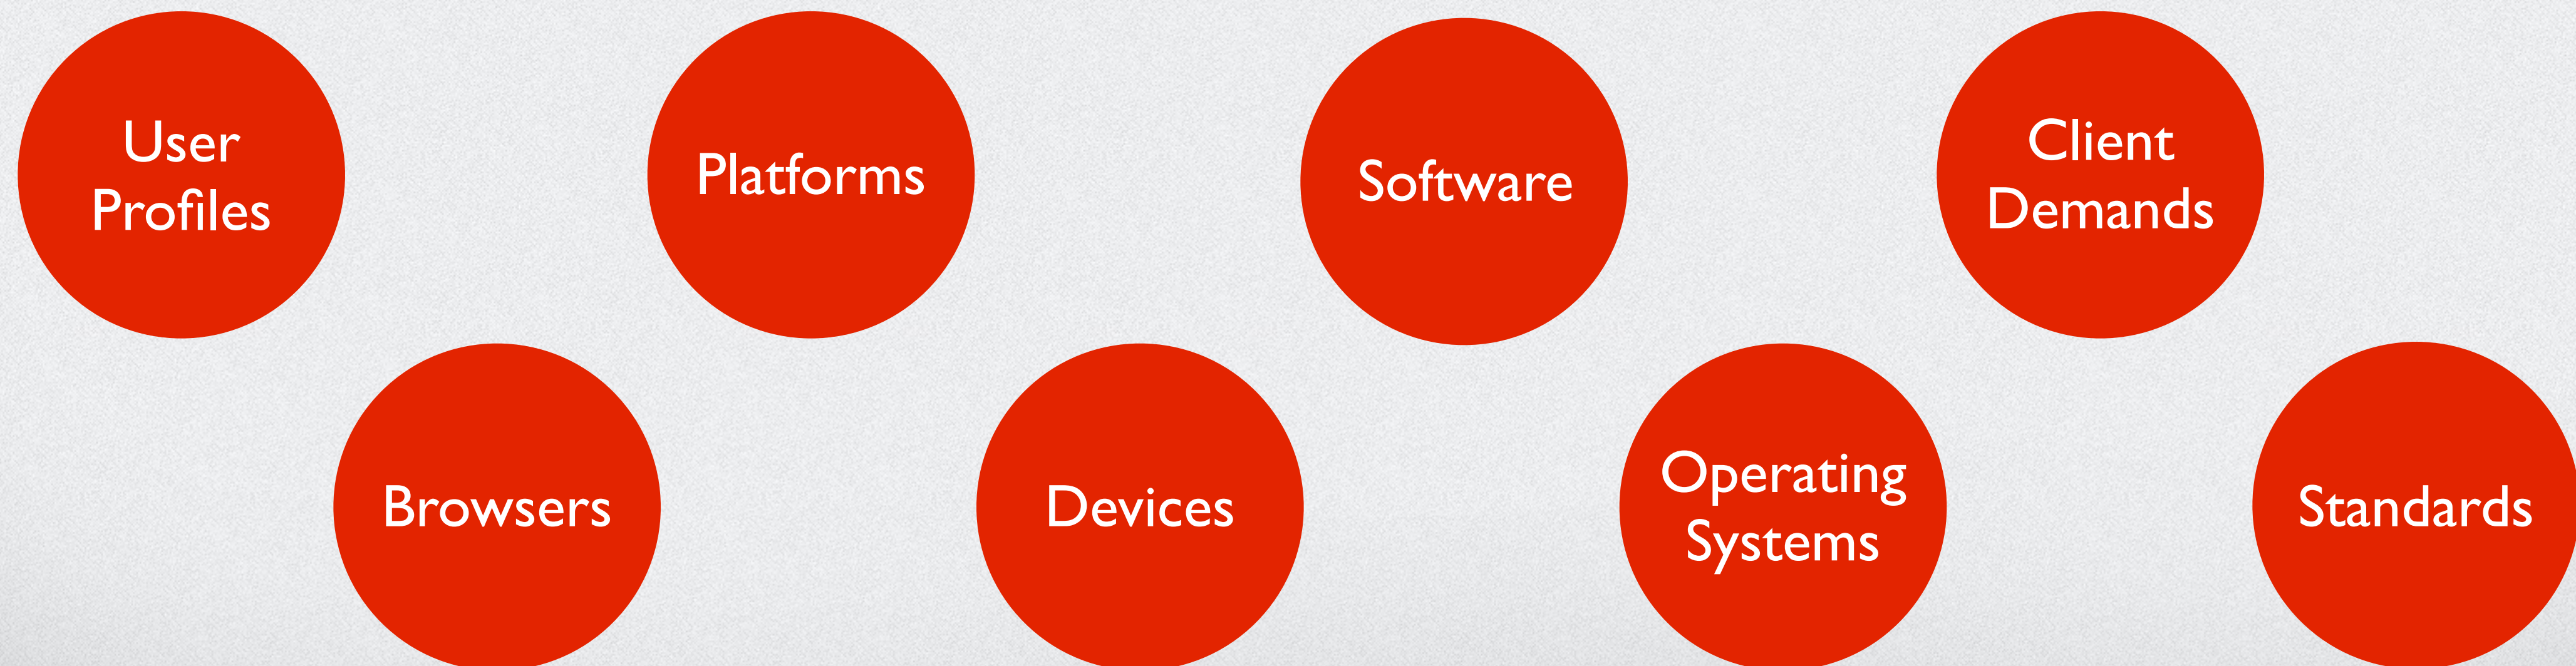 User
Profiles
Platforms
Software
Client
Demands
Browsers
Devices
Operating
Systems
Standards